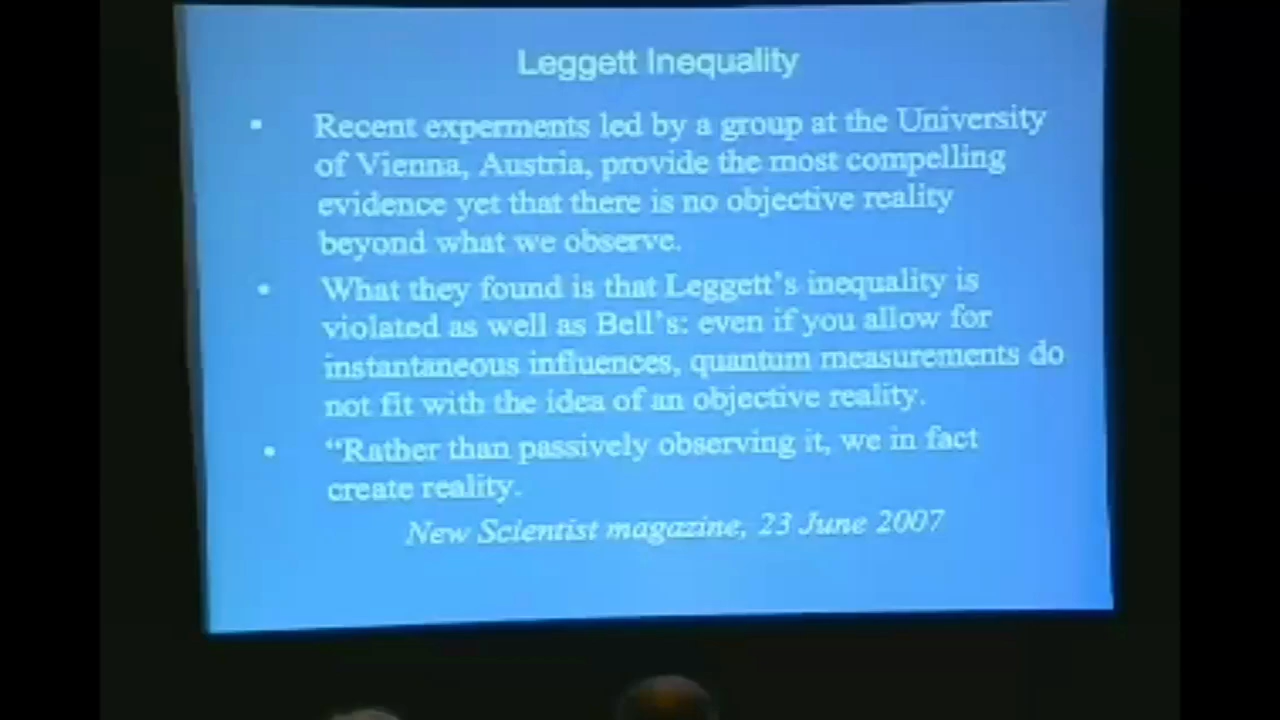 Leggett Inequality
• Recent experments led by a group at the University
of Vienna, Austria, provide the most compelling
evidence yet that there is no objective reality
beyond what we observe.
• What they found is that Leggett's inequality is
violated as well as Bell's: even if you allow for
instantaneous influences, quantum measurements do
not fit with the idea of an objective reality.
• “Rather than passively observing it, we in fact
create reality.
New Scientist magazine, 23 June 2007